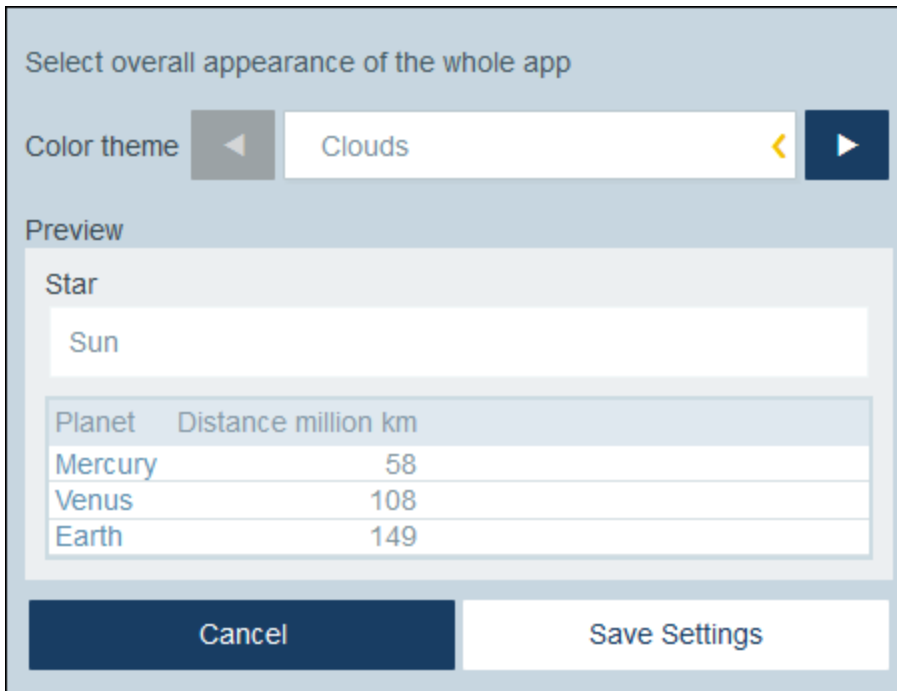 Select overall appearance of the whole app
Color theme Clouds
Preview
Star
Sun
Planet Distance million km
Mercury 58
Venus 108
Earth 149
Cancel Save Settings